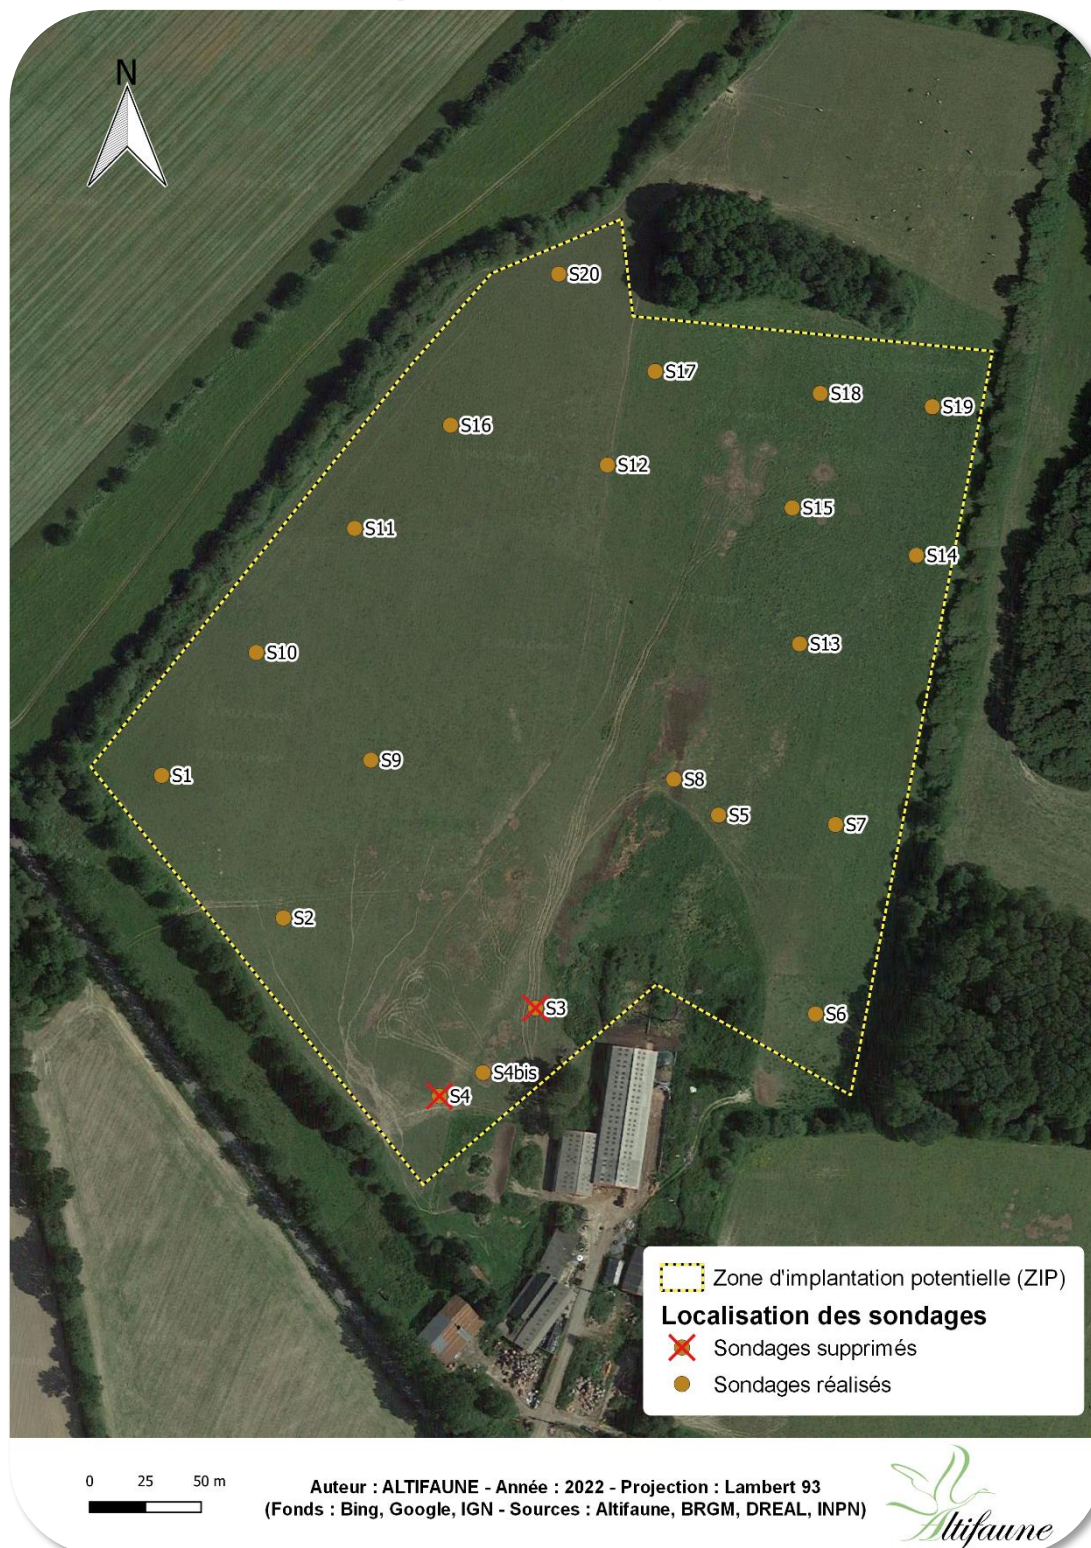 N
S20
S17
S18
S19
S16
S12
S15
S11
S14
S13
S10
S9
S1
S8
S5
S7
S2
S3
S6
S4bis
S4
Zone d'implantation potentielle (ZIP)
Localisation des sondages
Sondages supprimés
Sondages réalisés
0 25 50 m
Auteur : ALTIFAUNE - Année : 2022 - Projection : Lambert 93
(Fonds : Bing, Google, IGN - Sources : Altifaune, BRGM, DREAL, INPN)
Altifaune